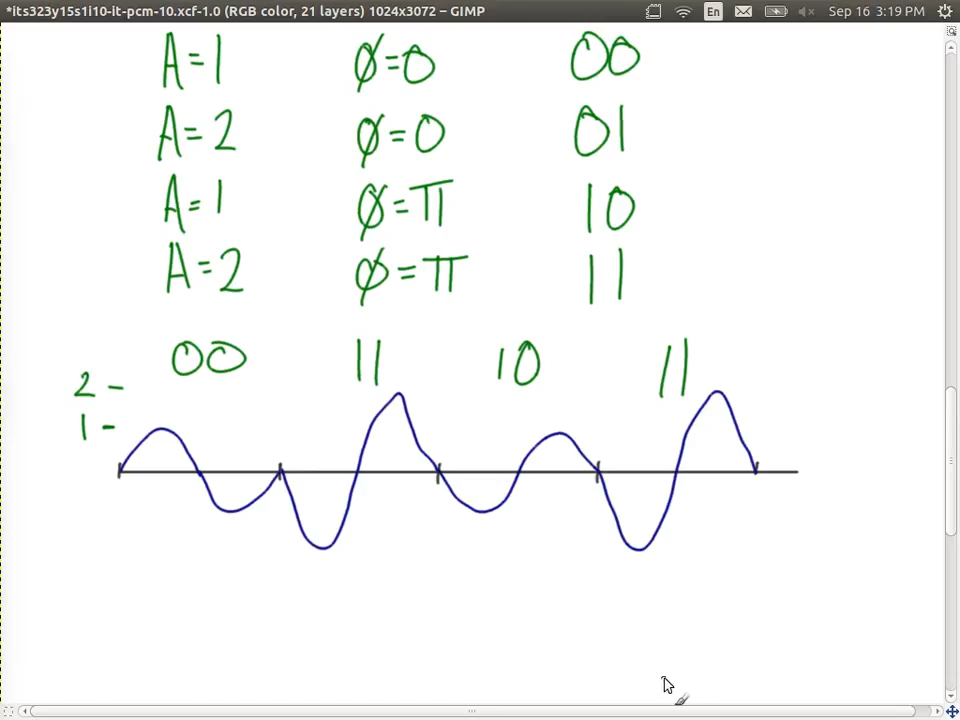 *its323y15s1i10-it-pcm-10.xcf-1.0 (RGB color, 21 layers) 1024x3072 – GIMP En Sep 16 3:19 PM
A=1 ø=0 00
A=2 ø=0 01
A=1 ø=π 10
A=2 ø=π 11
00 11 10 11
2 -
1 -